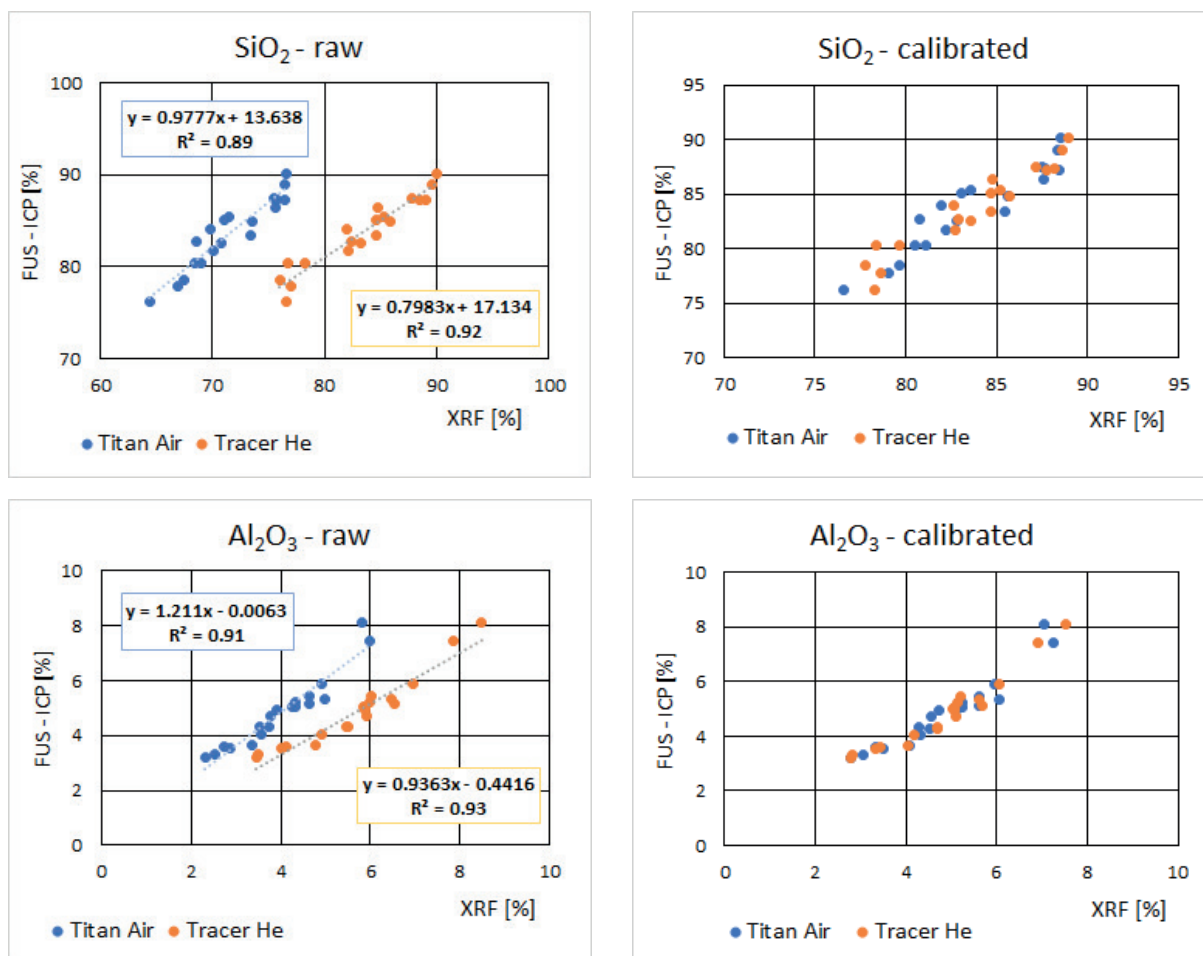 SiO₂ - raw
100
90
80
70
FUS - ICP [%]
y = 0.9777x + 13.638
R² = 0.89
y = 0.7983x + 17.134
R² = 0.92
60 70 80 90 100
XRF [%]
Titan Air Tracer He
SiO₂ - calibrated
95
90
85
80
75
70
FUS - ICP [%]
70 75 80 85 90 95
XRF [%]
Titan Air Tracer He
Al₂O₃ - raw
10
8
6
4
2
0
FUS - ICP [%]
y = 1.211x - 0.0063
R² = 0.91
y = 0.9363x - 0.4416
R² = 0.93
0 2 4 6 8 10
XRF [%]
Titan Air Tracer He
Al₂O₃ - calibrated
10
8
6
4
2
0
FUS - ICP [%]
0 2 4 6 8 10
XRF [%]
Titan Air Tracer He